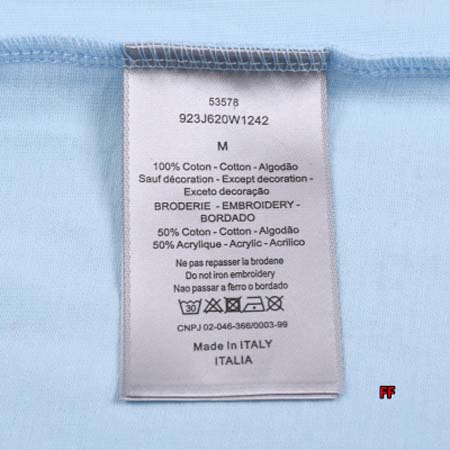 53578
923J620W1242
M
100% Coton - Cotton - Algodão
Sauf décoration - Except decoration -
Exceto decoração
BRODERIE - EMBROIDERY -
BORDADO
50% Coton - Cotton - Algodão
50% Acrylique - Acrylic - Acrilico
Ne pas repasser la brodene
Do not iron embroidery
Nao passar a ferro o bordado
30
CNPJ 02-046-366/0003-99
Made In ITALY
ITALIA
FF